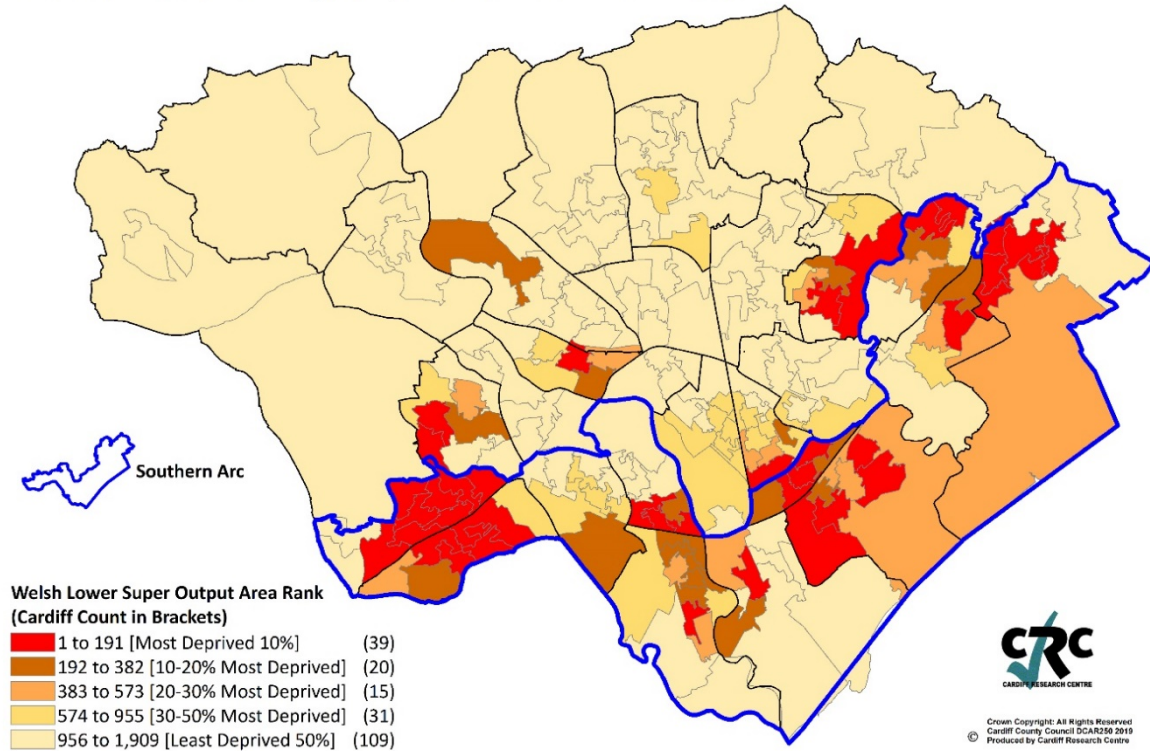 Southern Arc
Welsh Lower Super Output Area Rank
(Cardiff Count in Brackets)
1 to 191 [Most Deprived 10%] (39)
192 to 382 [10-20% Most Deprived] (20)
383 to 573 [20-30% Most Deprived] (15)
574 to 955 [30-50% Most Deprived] (31)
956 to 1,909 [Least Deprived 50%] (109)
CRC
CARDIFF RESEARCH CENTRE
Crown Copyright: All Rights Reserved
Cardiff County Council DCAR250 2019
© Produced by Cardiff Research Centre